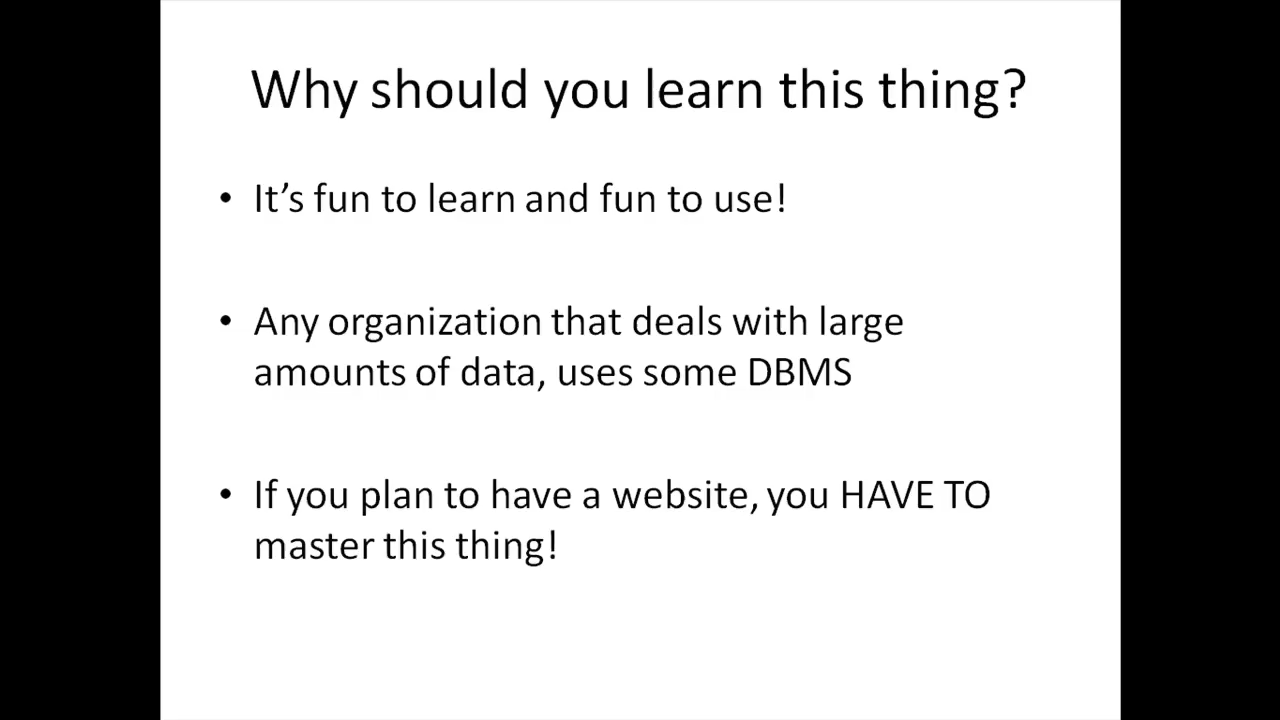 Why should you learn this thing?
• It’s fun to learn and fun to use!
• Any organization that deals with large
amounts of data, uses some DBMS
• If you plan to have a website, you HAVE TO
master this thing!